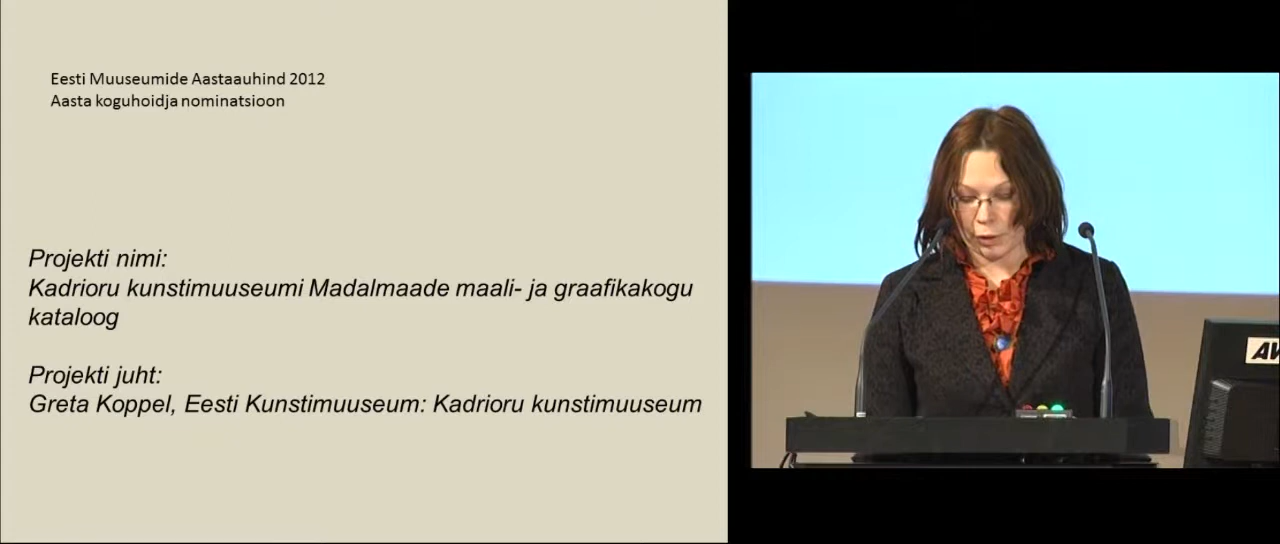 Eesti Muuseumide Aastaauhind 2012
Aasta koguhoidja nominatsioon
Projekti nimi:
Kadrioru kunstimuuseumi Madalmaade maali- ja graafikakogu
kataloog
Projekti juht:
Greta Koppel, Eesti Kunstimuuseum: Kadrioru kunstimuuseum